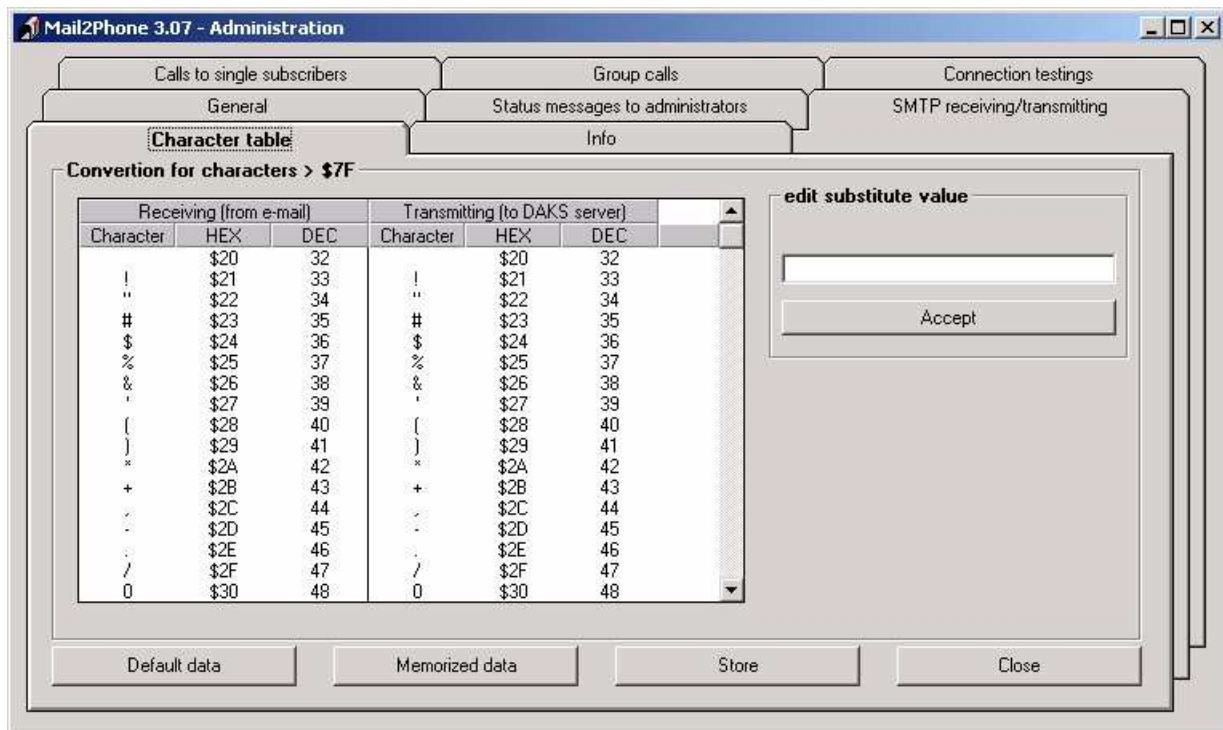 Mail2Phone 3.07 - Administration
Calls to single subscribers Group calls Connection testings
General Status messages to administrators SMTP receiving/transmitting
Character table Info
Convertion for characters > $7F
Receiving (from e-mail) Transmitting (to DAKS server)
Character HEX DEC Character HEX DEC
$20 32 $20 32
! $21 33 ! $21 33
" $22 34 " $22 34
# $23 35 # $23 35
$ $24 36 $ $24 36
% $25 37 % $25 37
& $26 38 & $26 38
' $27 39 ' $27 39
( $28 40 ( $28 40
) $29 41 ) $29 41
* $2A 42 * $2A 42
+ $2B 43 + $2B 43
, $2C 44 , $2C 44
- $2D 45 - $2D 45
. $2E 46 . $2E 46
/ $2F 47 / $2F 47
0 $30 48 0 $30 48
edit substitute value
Accept
Default data Memorized data Store Close